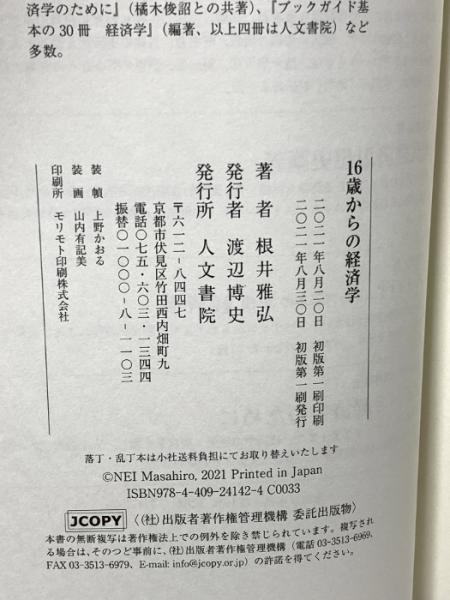 済学のために』（橘木俊詔との共著）、『ブックガイド基
本の30冊　経済学』（編著、以上四冊は人文書院）など
多数。
16歳からの経済学
二〇二一年八月二〇日　初版第一刷印刷
二〇二一年八月三〇日　初版第一刷発行
著　者　根井雅弘
発行者　渡辺博史
発行所　人文書院
〒六一二-八四四七
京都市伏見区竹田西内畑町九
電話〇七五・六〇三・一三四四
振替〇一〇〇〇-八-一一〇三
装　幀　上野かおる
装　画　山内有記美
印刷所　モリモト印刷株式会社
落丁・乱丁本は小社送料負担にてお取り替えいたします
©NEI Masahiro, 2021 Printed in Japan
ISBN978-4-409-24142-4 C0033
JCOPY 〈(社)出版者著作権管理機構 委託出版物〉
本書の無断複写は著作権法上での例外を除き禁じられています。複写され
る場合は、そのつど事前に、(社)出版者著作権管理機構（電話 03-3513-6969、
FAX 03-3513-6979、E-mail: info@jcopy.or.jp）の許諾を得てください。